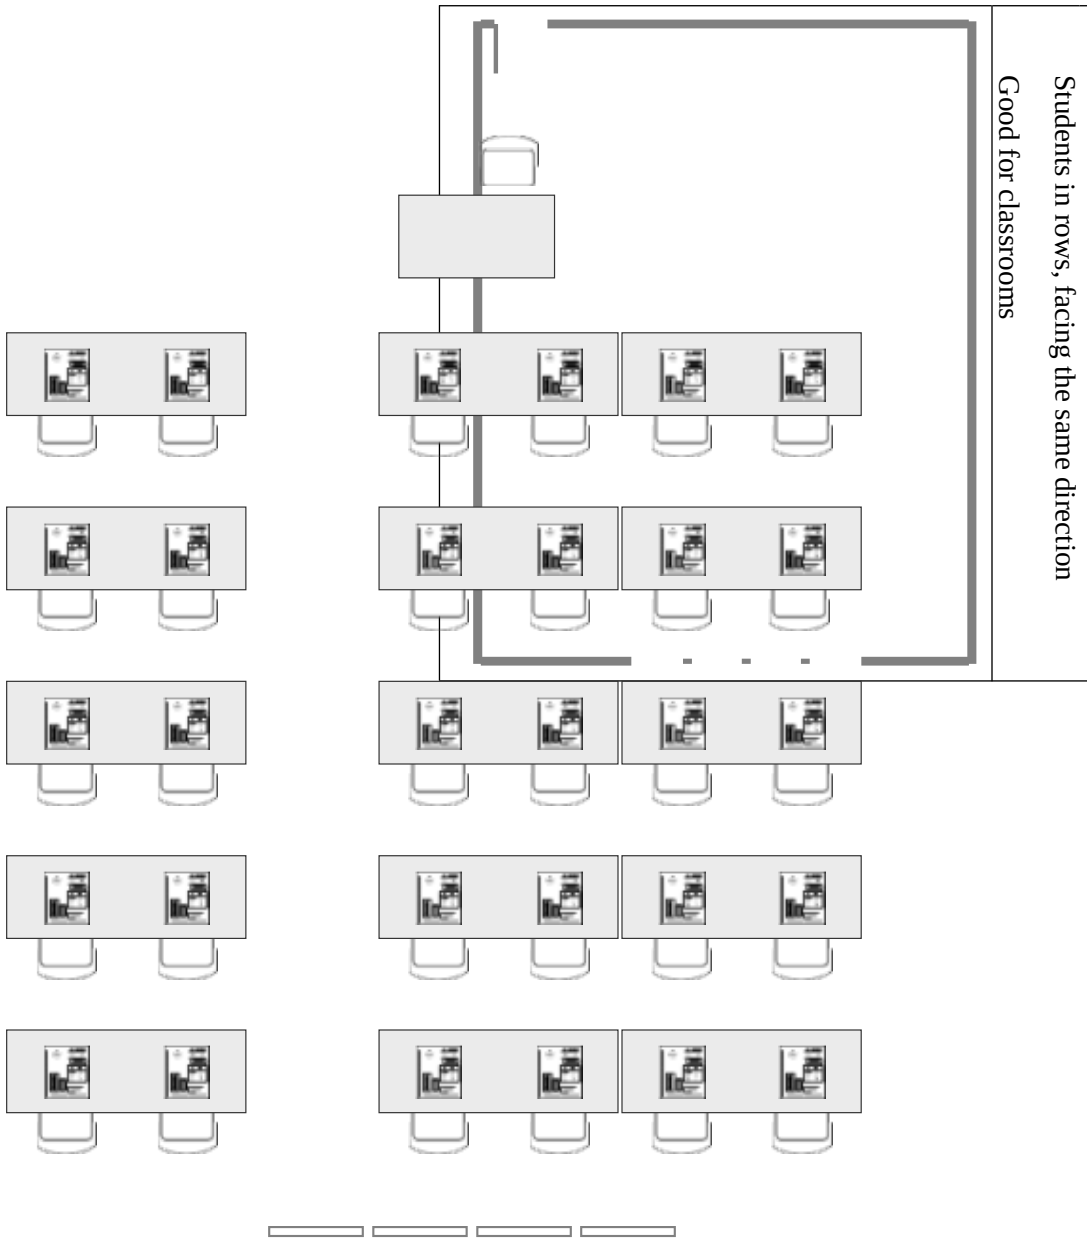 Students in rows, facing the same direction
Good for classrooms